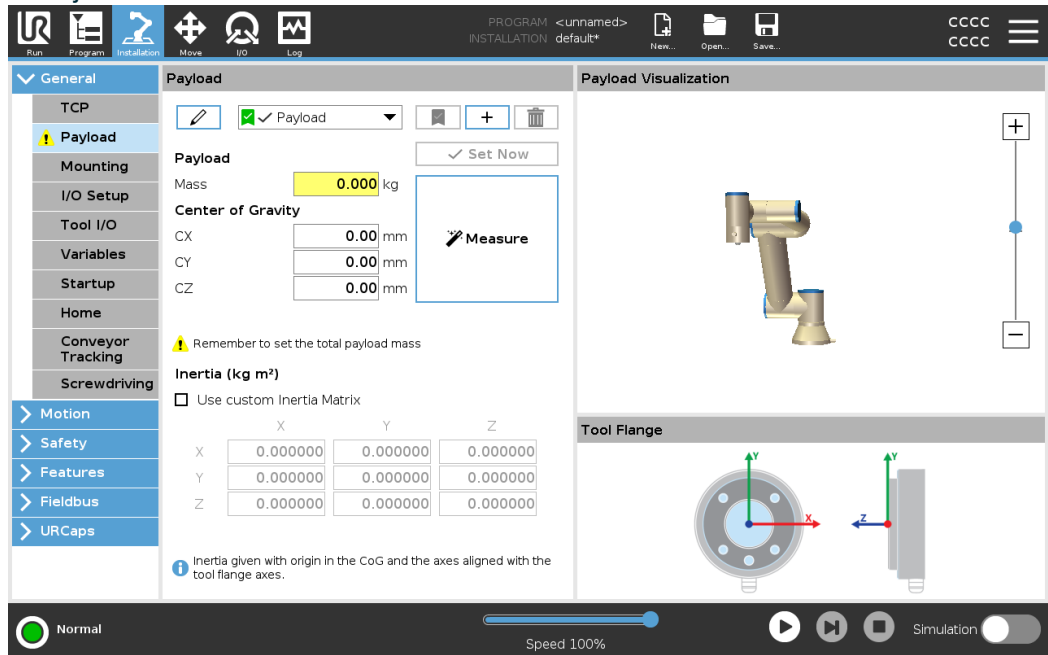 PROGRAM <unnamed>
INSTALLATION default*
CCCC
CCCC
UR
Run
Program
Installation
Move
I/O
Log
New...
Open...
Save...
General
TCP
Payload
Mounting
I/O Setup
Tool I/O
Variables
Startup
Home
Conveyor
Tracking
Screwdriving
Motion
Safety
Features
Fieldbus
URCaps
Payload
Payload
+
Set Now
Payload
Mass 0.000 kg
Center of Gravity
CX 0.00 mm
CY 0.00 mm
CZ 0.00 mm
Measure
Remember to set the total payload mass
Inertia (kg m²)
Use custom Inertia Matrix
X Y Z
X 0.000000 0.000000 0.000000
Y 0.000000 0.000000 0.000000
Z 0.000000 0.000000 0.000000
Inertia given with origin in the CoG and the axes aligned with the
tool flange axes.
Payload Visualization
Tool Flange
Y
X
Y
Z
Normal
Speed 100%
Simulation